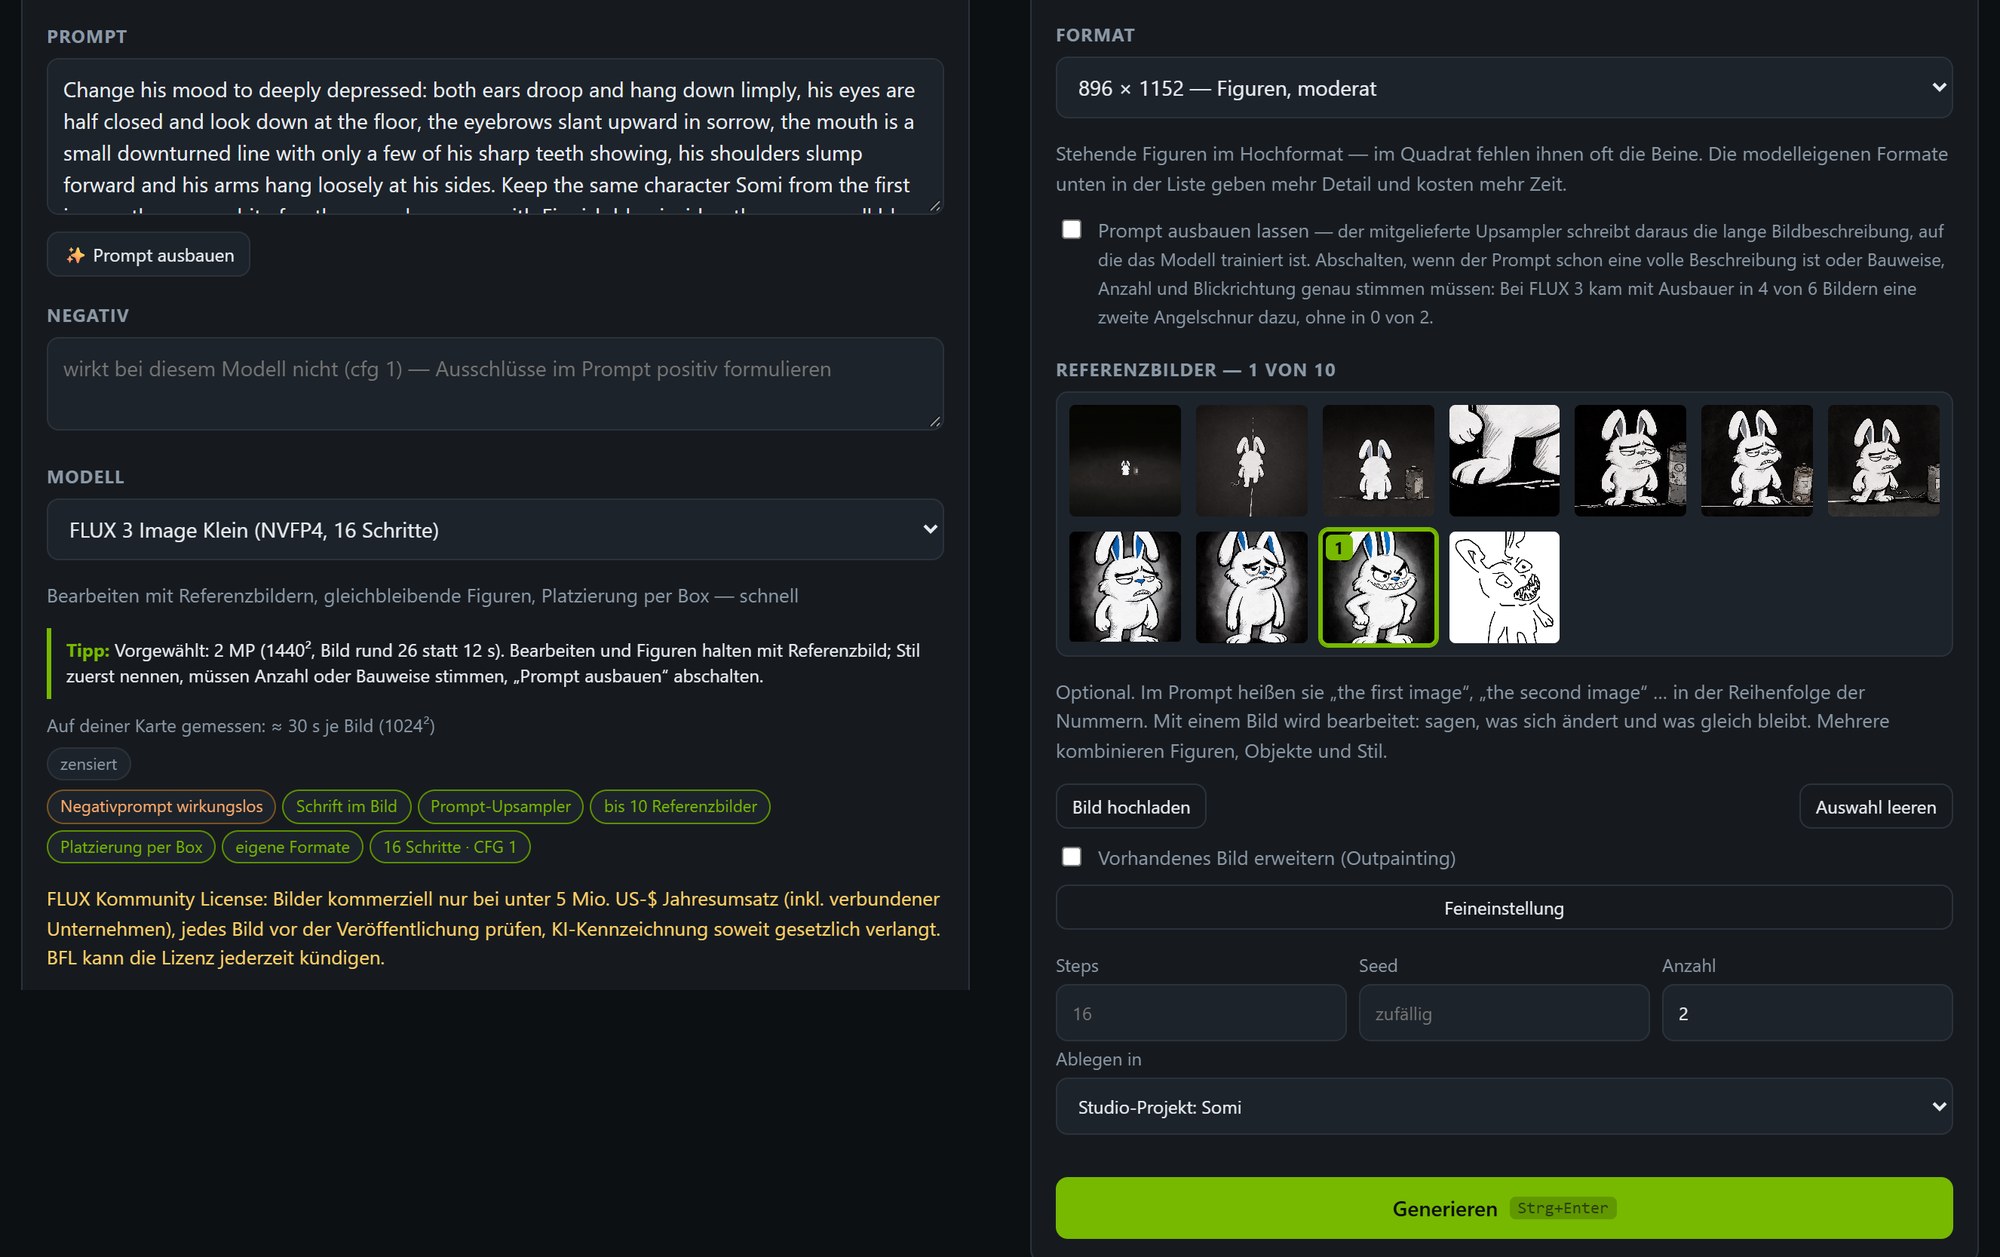 PROMPT
Change his mood to deeply depressed: both ears droop and hang down limply, his eyes are
half closed and look down at the floor, the eyebrows slant upward in sorrow, the mouth is a
small downturned line with only a few of his sharp teeth showing, his shoulders slump
forward and his arms hang loosely at his sides. Keep the same character Somi from the first
✨ Prompt ausbauen
NEGATIV
wirkt bei diesem Modell nicht (cfg 1) — Ausschlüsse im Prompt positiv formulieren
MODELL
FLUX 3 Image Klein (NVFP4, 16 Schritte)
Bearbeiten mit Referenzbildern, gleichbleibende Figuren, Platzierung per Box — schnell
Tipp: Vorgewählt: 2 MP (1440², Bild rund 26 statt 12 s). Bearbeiten und Figuren halten mit Referenzbild; Stil
zuerst nennen, müssen Anzahl oder Bauweise stimmen, „Prompt ausbauen“ abschalten.
Auf deiner Karte gemessen: ≈ 30 s je Bild (1024²)
zensiert
Negativprompt wirkungslos
Schrift im Bild
Prompt-Upsampler
bis 10 Referenzbilder
Platzierung per Box
eigene Formate
16 Schritte · CFG 1
FLUX Kommunity License: Bilder kommerziell nur bei unter 5 Mio. US-$ Jahresumsatz (inkl. verbundener
Unternehmen), jedes Bild vor der Veröffentlichung prüfen, KI-Kennzeichnung soweit gesetzlich verlangt.
BFL kann die Lizenz jederzeit kündigen.
FORMAT
896 × 1152 — Figuren, moderat
Stehende Figuren im Hochformat — im Quadrat fehlen ihnen oft die Beine. Die modelleigenen Formate
unten in der Liste geben mehr Detail und kosten mehr Zeit.
Prompt ausbauen lassen — der mitgelieferte Upsampler schreibt daraus die lange Bildbeschreibung, auf
die das Modell trainiert ist. Abschalten, wenn der Prompt schon eine volle Beschreibung ist oder Bauweise,
Anzahl und Blickrichtung genau stimmen müssen: Bei FLUX 3 kam mit Ausbauer in 4 von 6 Bildern eine
zweite Angelschnur dazu, ohne in 0 von 2.
REFERENZBILDER — 1 VON 10
1
Optional. Im Prompt heißen sie „the first image“, „the second image“ … in der Reihenfolge der
Nummern. Mit einem Bild wird bearbeitet: sagen, was sich ändert und was gleich bleibt. Mehrere
kombinieren Figuren, Objekte und Stil.
Bild hochladen
Auswahl leeren
Vorhandenes Bild erweitern (Outpainting)
Feineinstellung
Steps
Seed
Anzahl
16
zufällig
2
Ablegen in
Studio-Projekt: Somi
Generieren Strg+Enter